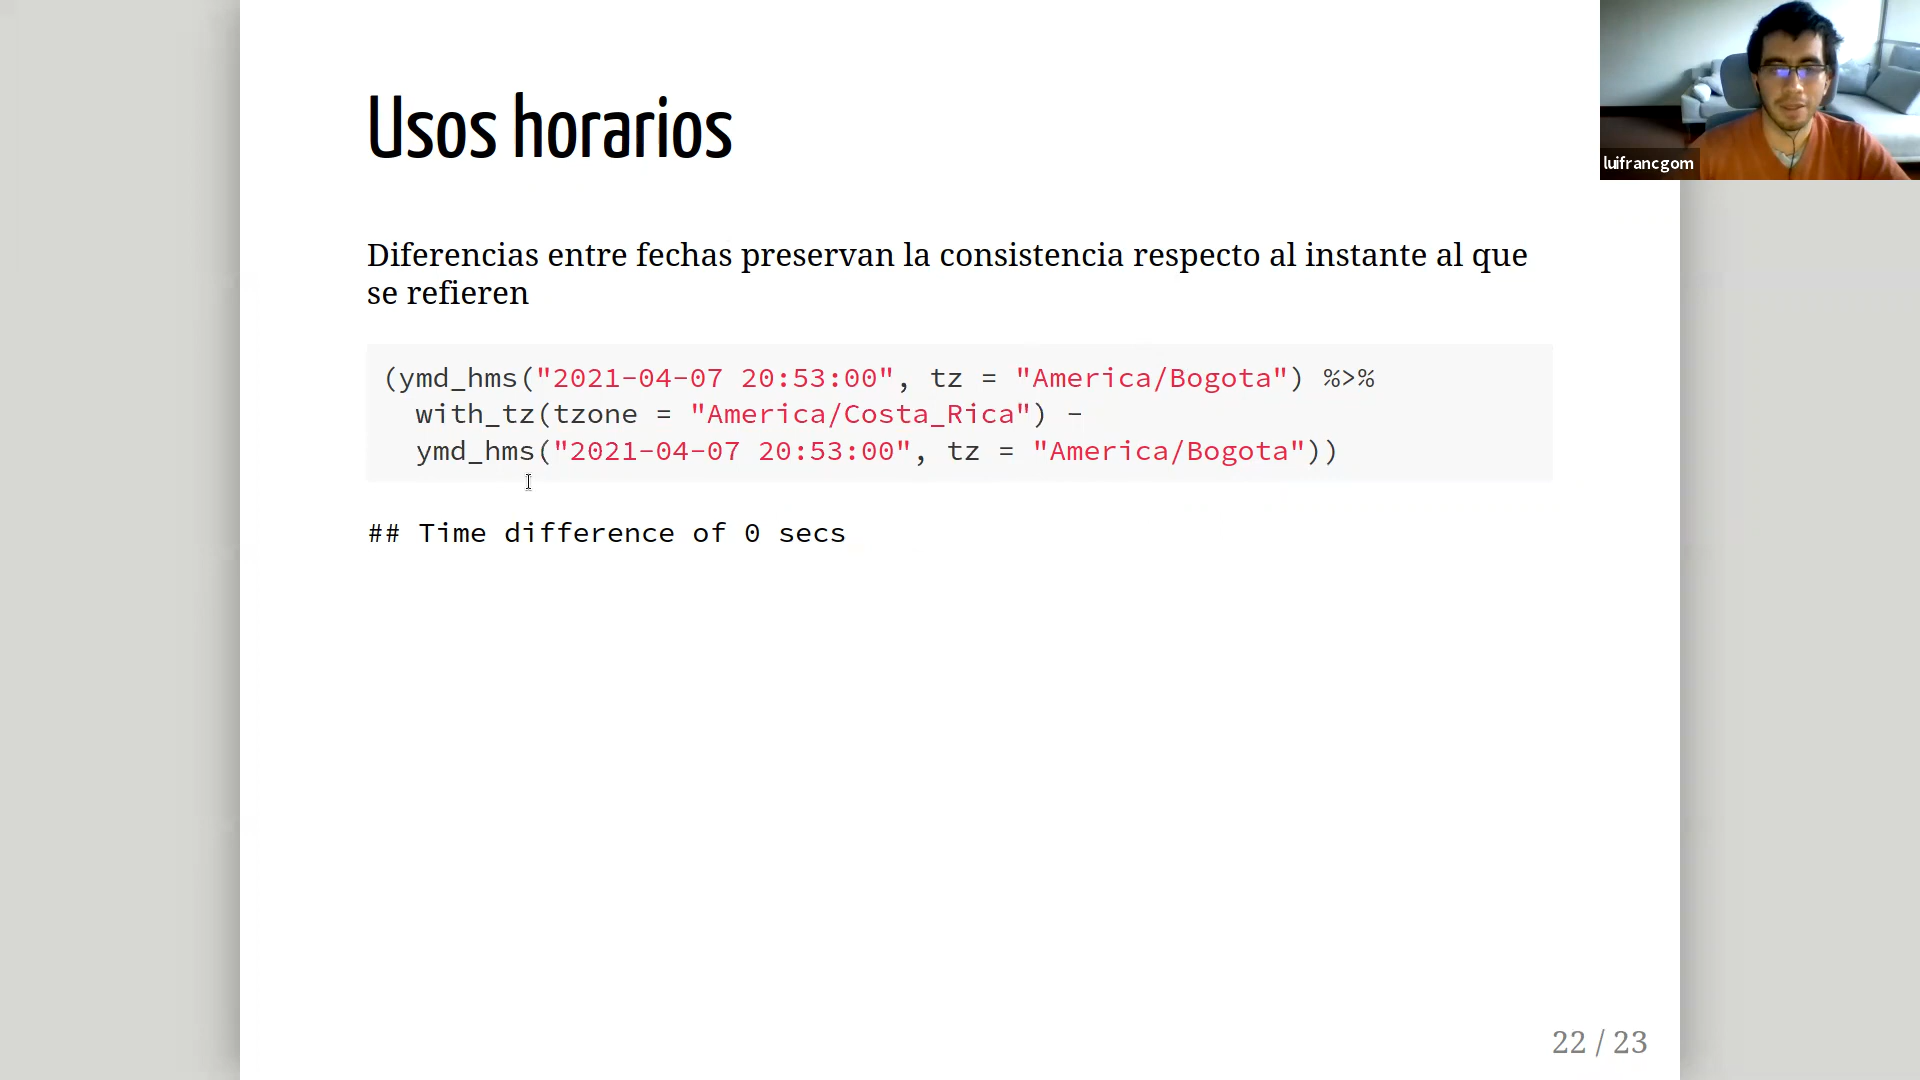 Usos horarios
luifrancgom
Diferencias entre fechas preservan la consistencia respecto al instante al que
se refieren
(ymd_hms("2021-04-07 20:53:00", tz = "America/Bogota") %>%
  with_tz(tzone = "America/Costa_Rica") -
  ymd_hms("2021-04-07 20:53:00", tz = "America/Bogota"))
## Time difference of 0 secs
22 / 23